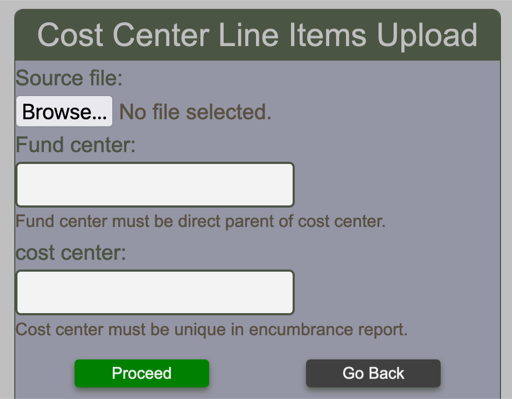 Cost Center Line Items Upload
Source file:
Browse... No file selected.
Fund center:
Fund center must be direct parent of cost center.
cost center:
Cost center must be unique in encumbrance report.
Proceed Go Back